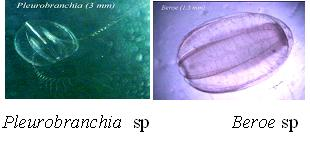 Pleurobranchia (3 mm)
Beroe (1.5 mm)
Pleurobranchia sp
Beroe sp